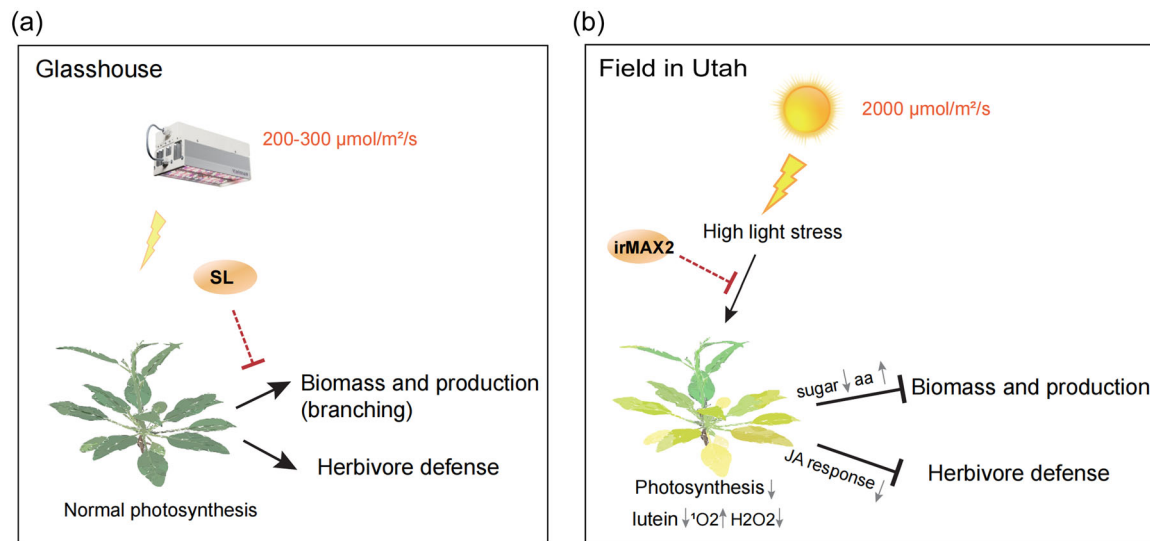 (a)
Glasshouse
200-300 µmol/m²/s
SL
Biomass and production
(branching)
Herbivore defense
Normal photosynthesis
(b)
Field in Utah
2000 µmol/m²/s
High light stress
irMAX2
sugar↓ aa↑
Biomass and production
JA response↓
Herbivore defense
Photosynthesis↓
lutein↓¹O2↑ H2O2↓